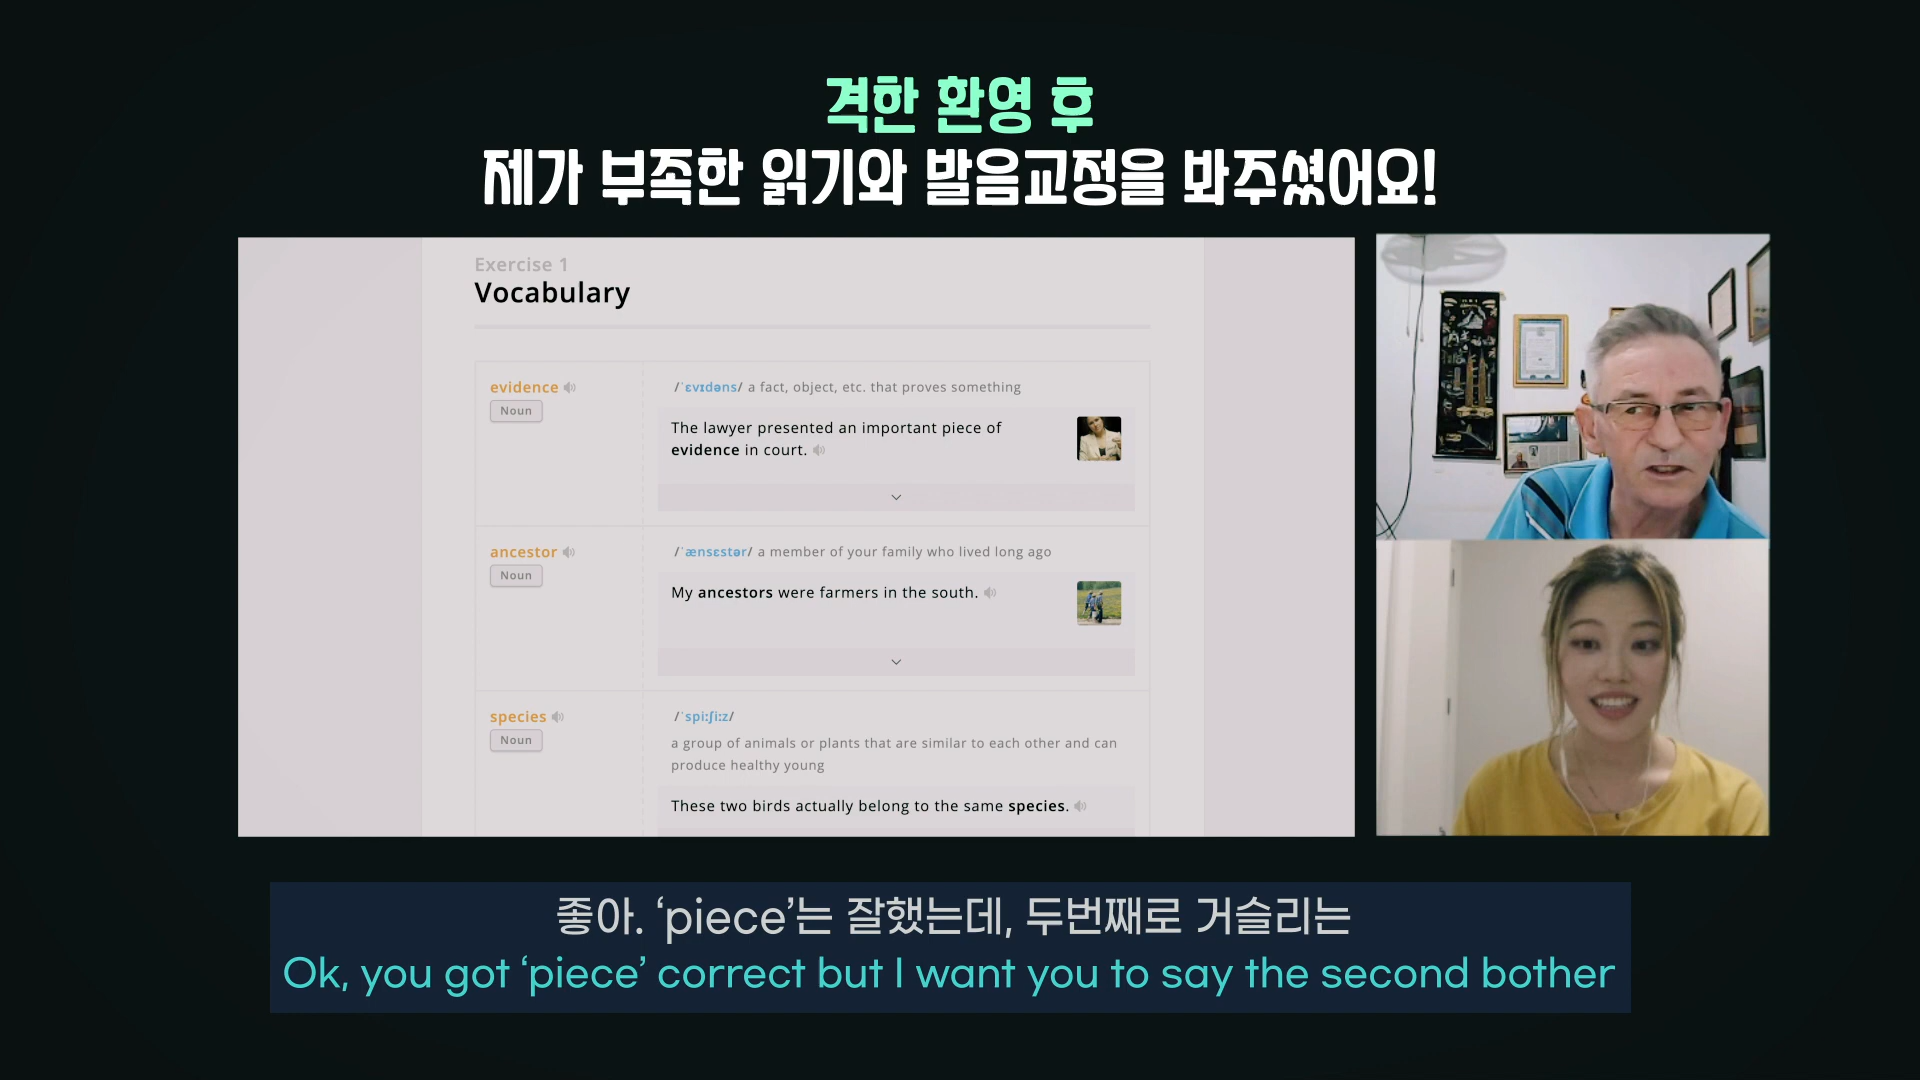 격한 환영 후
제가 부족한 읽기와 발음교정을 봐주셨어요!
Exercise 1
Vocabulary
evidence
Noun
/ˈɛvɪdəns/ a fact, object, etc. that proves something
The lawyer presented an important piece of
evidence in court.
ancestor
Noun
/ˈænsɛstər/ a member of your family who lived long ago
My ancestors were farmers in the south.
species
Noun
/ˈspiːʃiːz/
a group of animals or plants that are similar to each other and can
produce healthy young
These two birds actually belong to the same species.
좋아. ‘piece’는 잘했는데, 두번째로 거슬리는
Ok, you got ‘piece’ correct but I want you to say the second bother